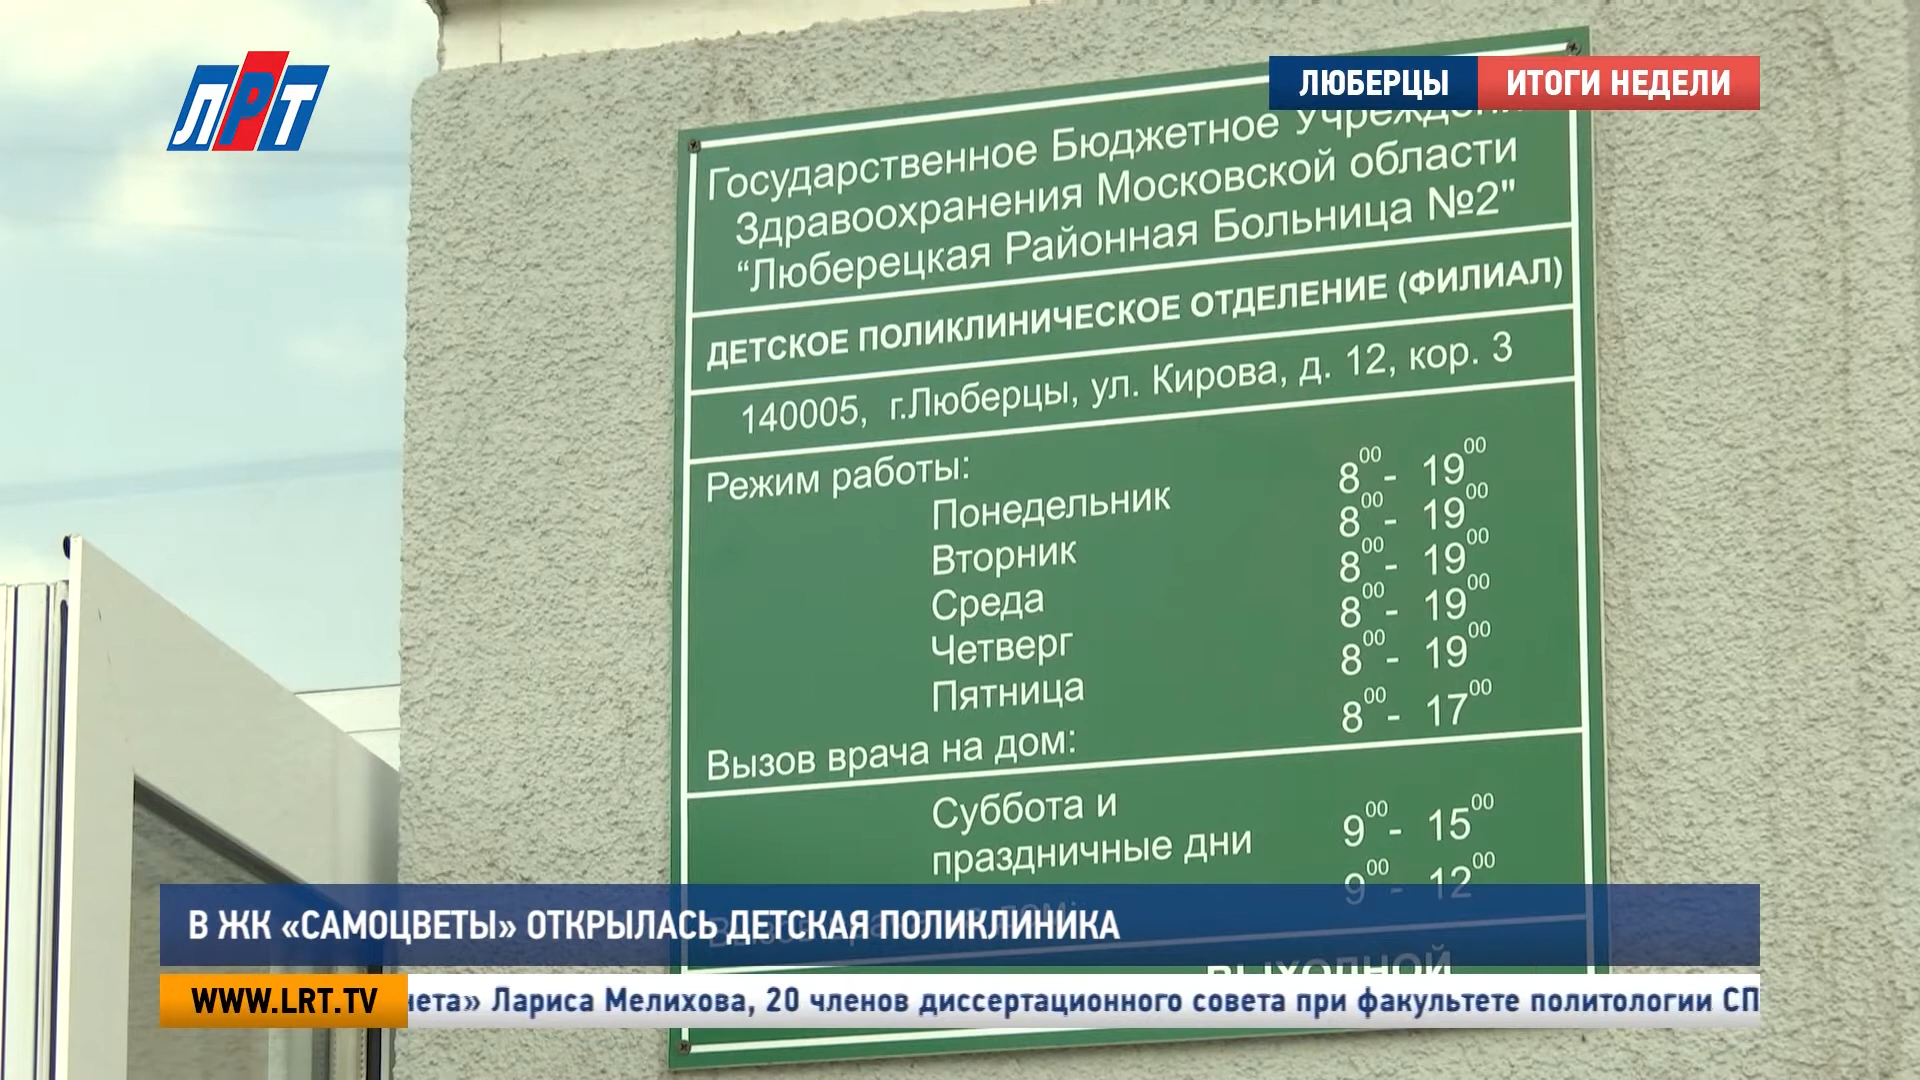 ЛРТ
ЛЮБЕРЦЫ ИТОГИ НЕДЕЛИ
Государственное Бюджетное
Здравоохранения Московской области
“Люберецкая Районная Больница №2"
ДЕТСКОЕ ПОЛИКЛИНИЧЕСКОЕ ОТДЕЛЕНИЕ (ФИЛИАЛ)
140005, г.Люберцы, ул. Кирова, д. 12, кор. 3
Режим работы: 8⁰⁰- 19⁰⁰
Понедельник 8⁰⁰- 19⁰⁰
Вторник 8⁰⁰- 19⁰⁰
Среда 8⁰⁰- 19⁰⁰
Четверг 8⁰⁰- 19⁰⁰
Пятница 8⁰⁰- 17⁰⁰
Вызов врача на дом:
Суббота и
праздничные дни 9⁰⁰- 15⁰⁰
9⁰⁰- 12⁰⁰
ВЫХОДНОЙ
В ЖК «САМОЦВЕТЫ» ОТКРЫЛАСЬ ДЕТСКАЯ ПОЛИКЛИНИКА
WWW.LRT.TV нета» Лариса Мелихова, 20 членов диссертационного совета при факультете политологии СП